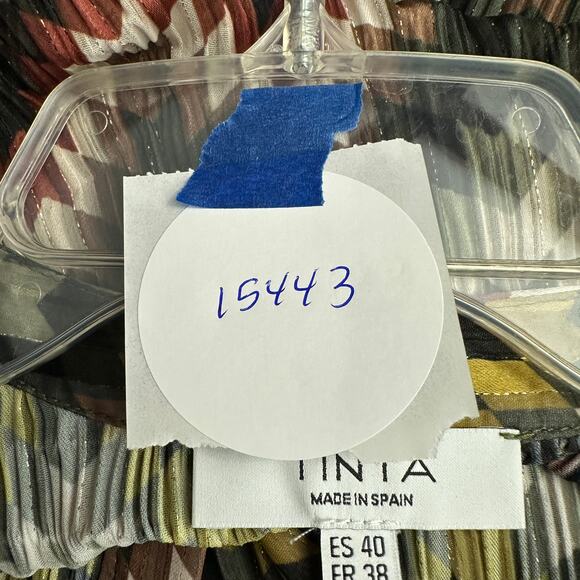 15443
TINTA
MADE IN SPAIN
ES 40
FR 38